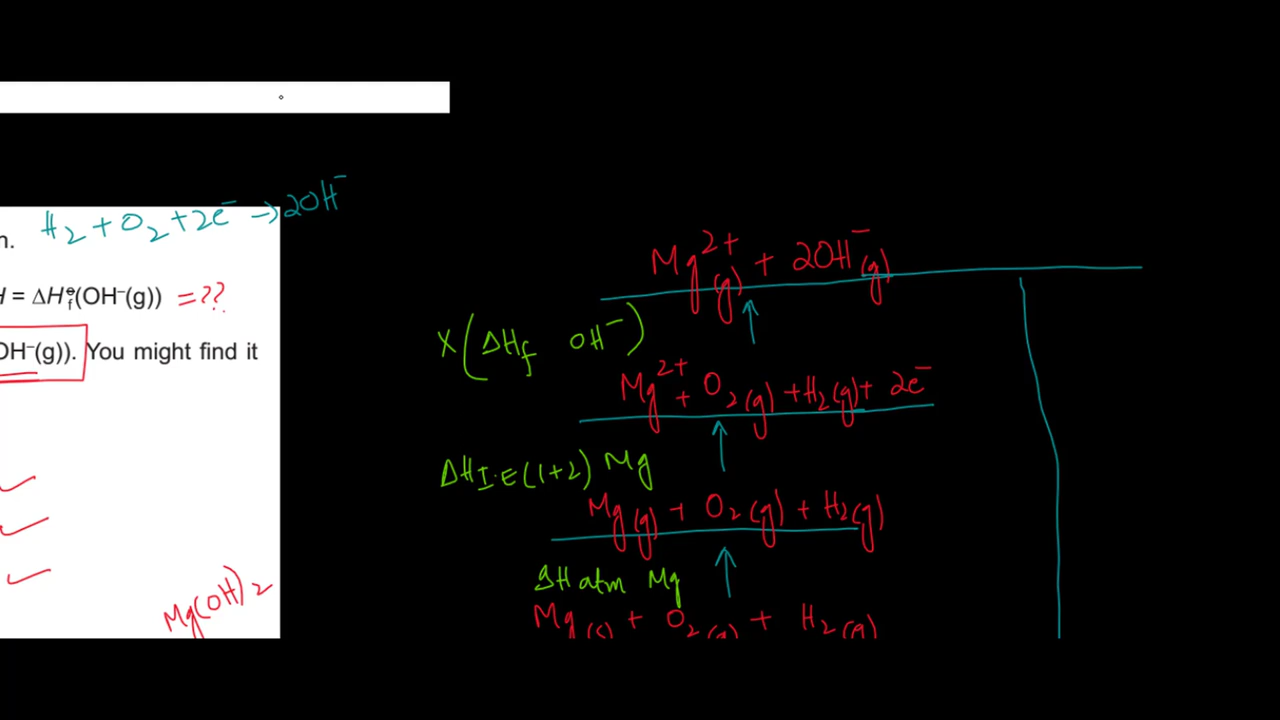 H₂ + O₂ + 2e⁻ → 2OH⁻
n.
H = ΔH⦵f(OH⁻(g)) = ??
OH⁻(g)). You might find it
Mg(OH)₂
Mg²⁺(g) + 2OH⁻(g)
X(ΔHf OH⁻)
Mg²⁺ + O₂(g) + H₂(g) + 2e⁻
ΔH I.E(1+2) Mg
Mg(g) + O₂(g) + H₂(g)
ΔH atm Mg
Mg(s) + O₂(g) + H₂(g)